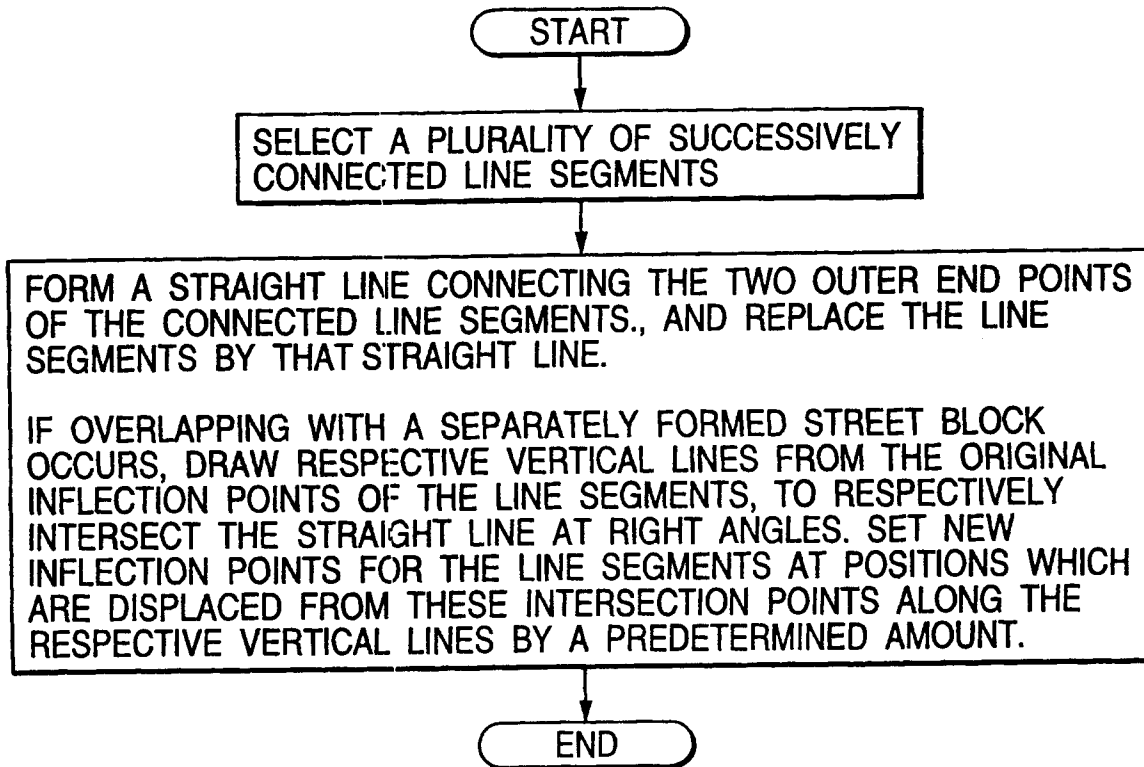 START
SELECT A PLURALITY OF SUCCESSIVELY
CONNECTED LINE SEGMENTS
FORM A STRAIGHT LINE CONNECTING THE TWO OUTER END POINTS
OF THE CONNECTED LINE SEGMENTS., AND REPLACE THE LINE
SEGMENTS BY THAT STRAIGHT LINE.
IF OVERLAPPING WITH A SEPARATELY FORMED STREET BLOCK
OCCURS, DRAW RESPECTIVE VERTICAL LINES FROM THE ORIGINAL
INFLECTION POINTS OF THE LINE SEGMENTS, TO RESPECTIVELY
INTERSECT THE STRAIGHT LINE AT RIGHT ANGLES. SET NEW
INFLECTION POINTS FOR THE LINE SEGMENTS AT POSITIONS WHICH
ARE DISPLACED FROM THESE INTERSECTION POINTS ALONG THE
RESPECTIVE VERTICAL LINES BY A PREDETERMINED AMOUNT.
END